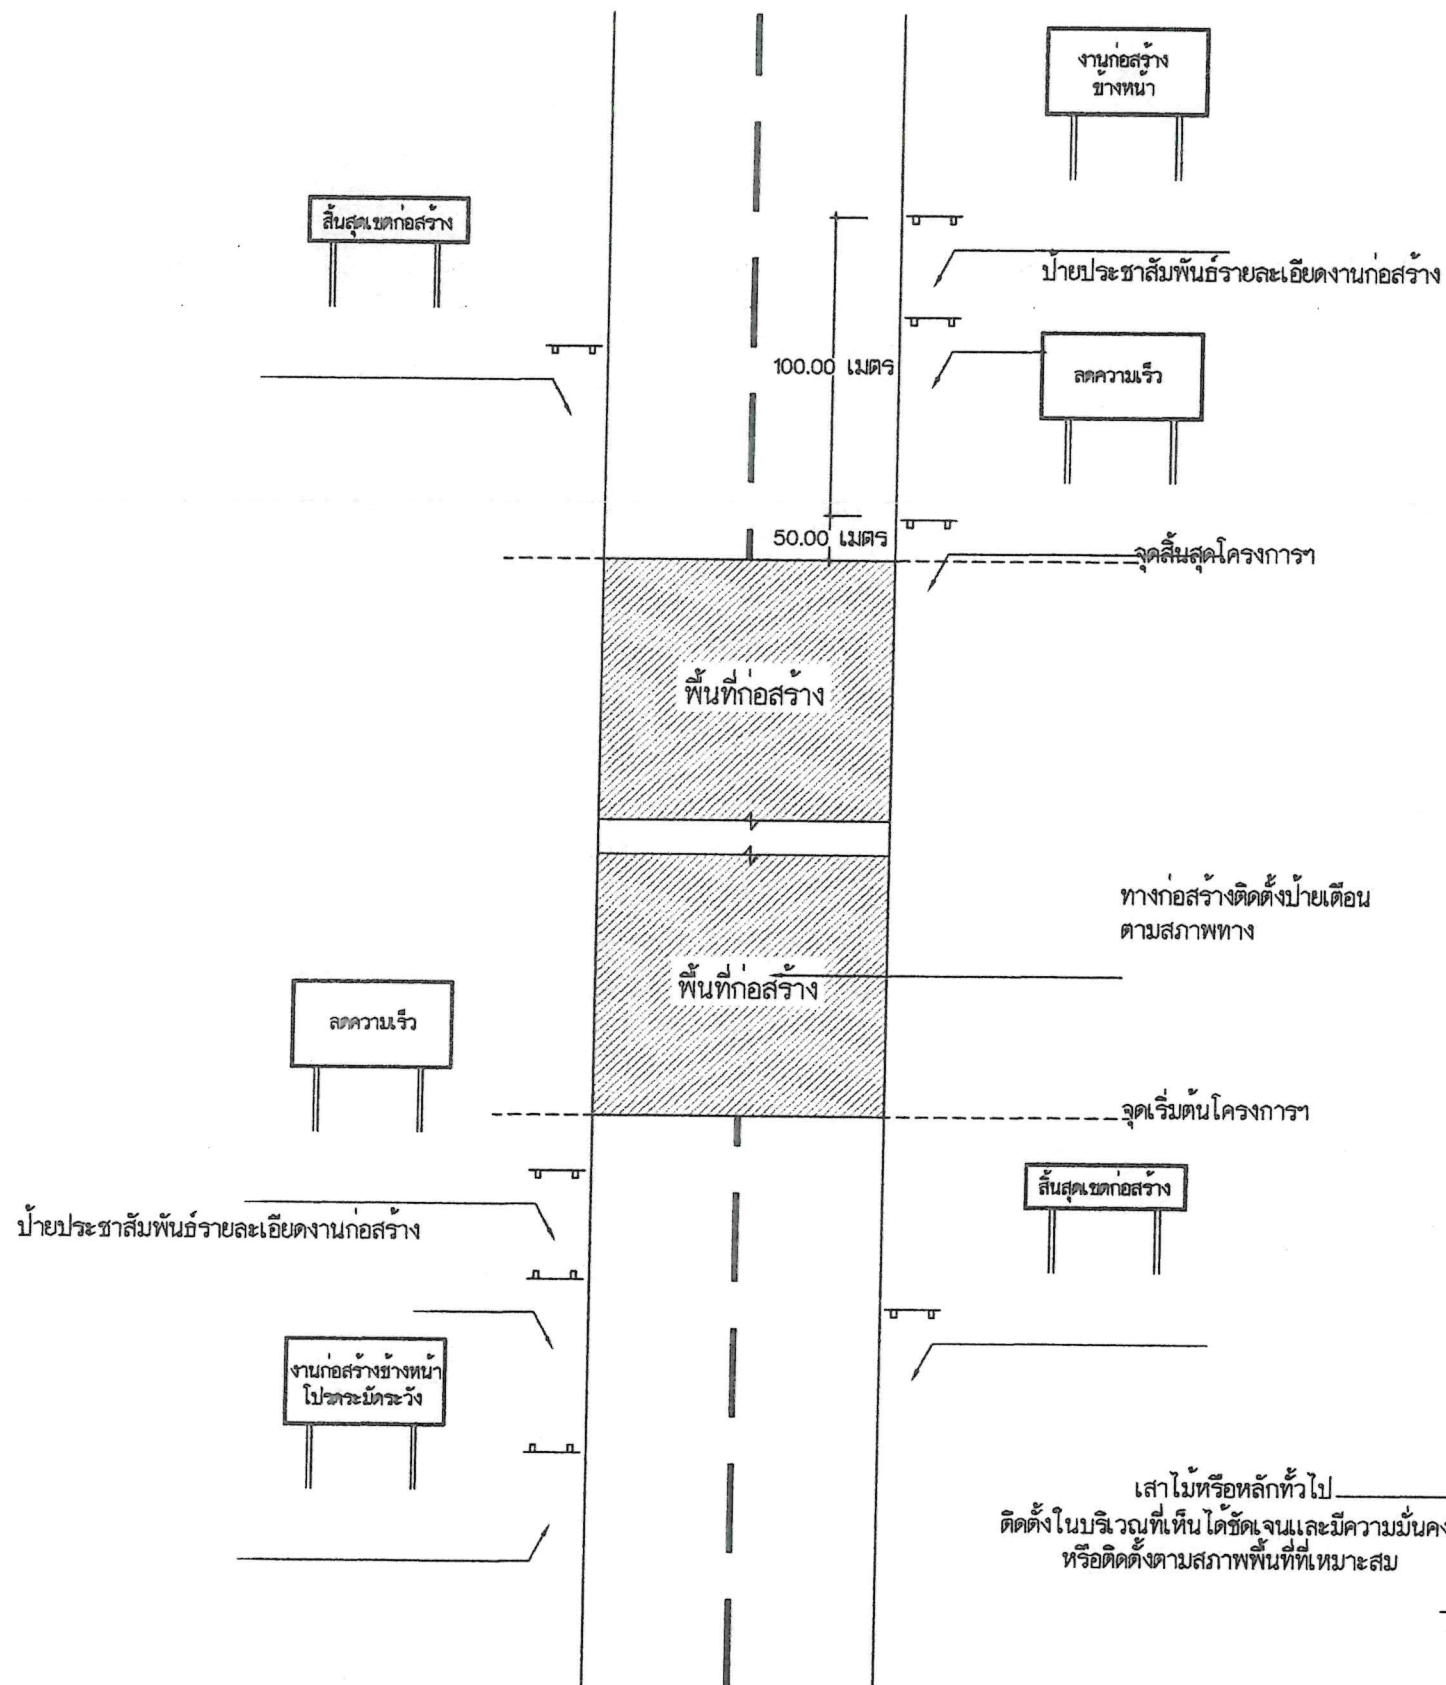 งานก่อสร้าง
ข้างหน้า
สิ้นสุดเขตก่อสร้าง
ป้ายประชาสัมพันธ์รายละเอียดงานก่อสร้าง
100.00 เมตร
ลดความเร็ว
50.00 เมตร
จุดสิ้นสุดโครงการฯ
พื้นที่ก่อสร้าง
ทางก่อสร้างติดตั้งป้ายเตือน
ตามสภาพทาง
พื้นที่ก่อสร้าง
ลดความเร็ว
จุดเริ่มต้นโครงการฯ
สิ้นสุดเขตก่อสร้าง
ป้ายประชาสัมพันธ์รายละเอียดงานก่อสร้าง
งานก่อสร้างข้างหน้า
โปรดระมัดระวัง
เสาไม้หรือหลักทั่วไป
ติดตั้งในบริเวณที่เห็นได้ชัดเจนและมีความมั่นคง
หรือติดตั้งตามสภาพพื้นที่ที่เหมาะสม